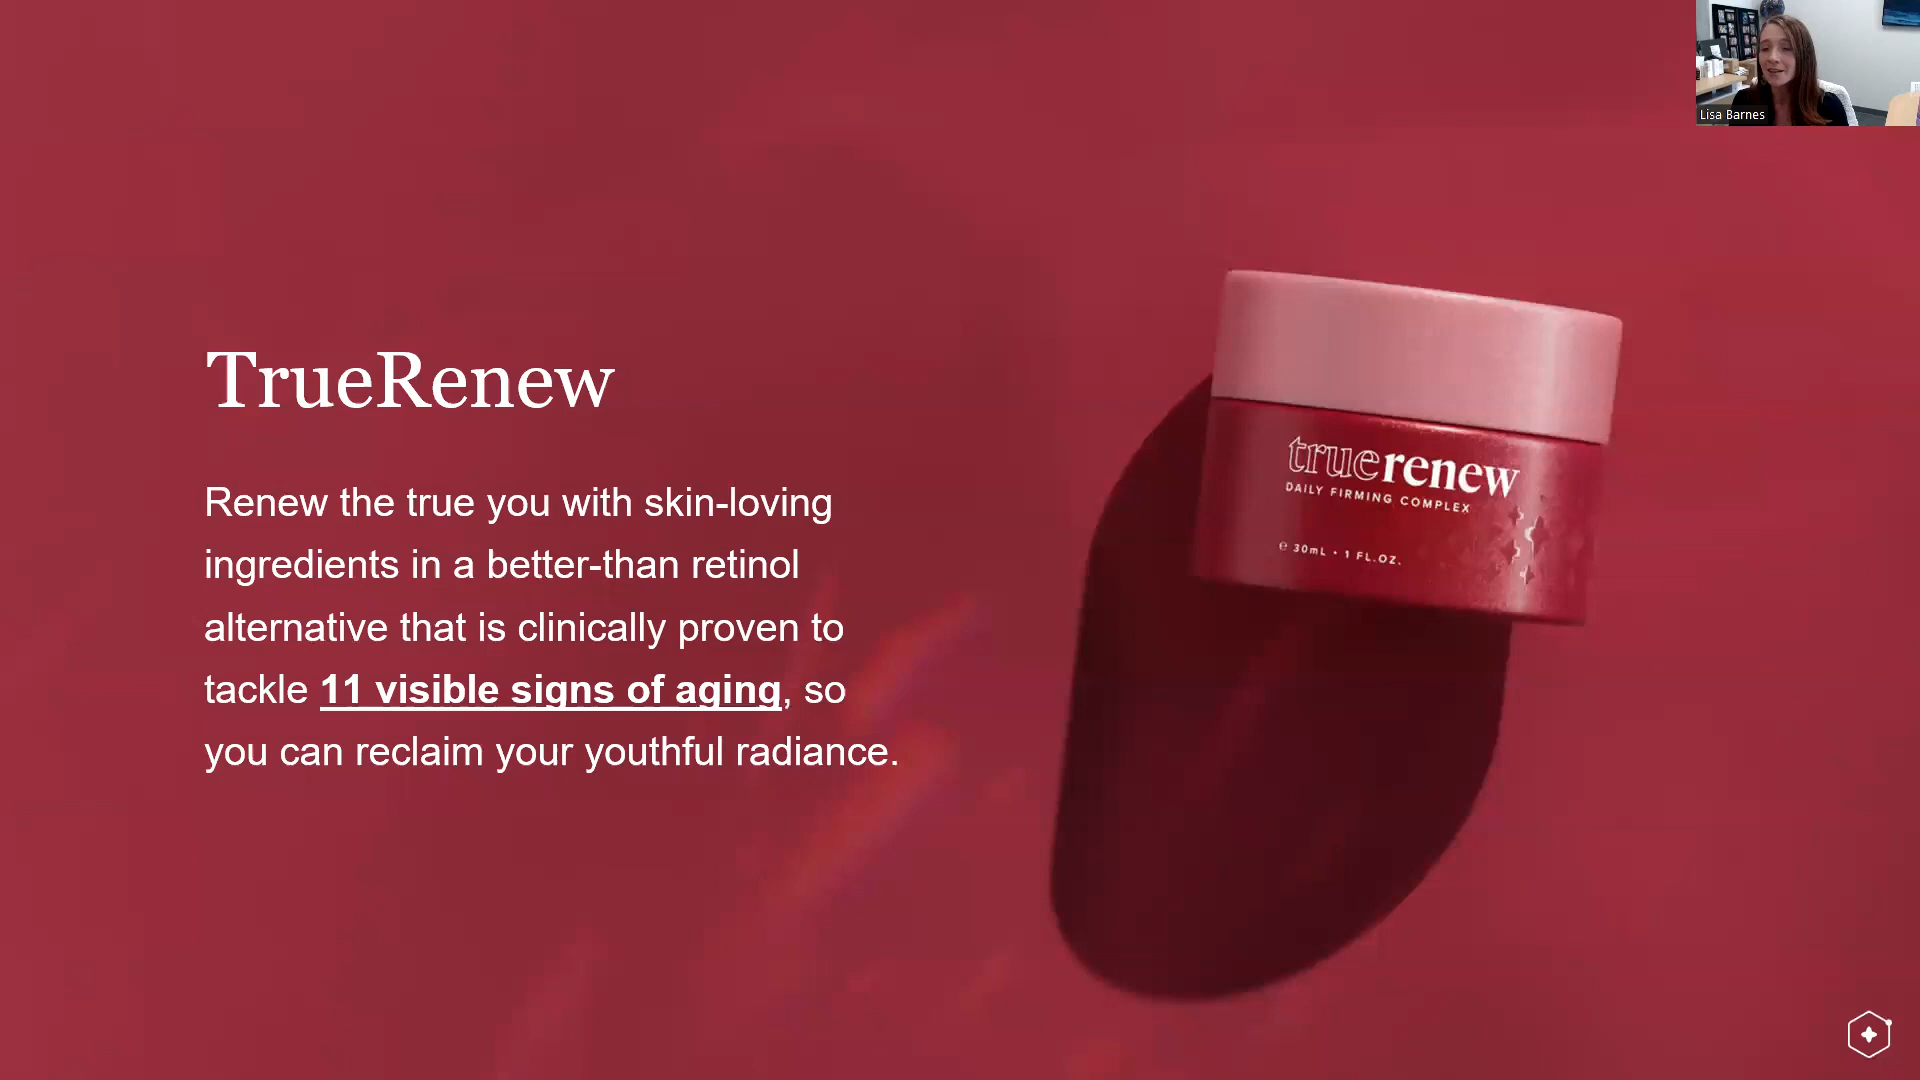 Lisa Barnes
TrueRenew
Renew the true you with skin-loving
ingredients in a better-than retinol
alternative that is clinically proven to
tackle 11 visible signs of aging, so
you can reclaim your youthful radiance.
truerenew
DAILY FIRMING COMPLEX
℮ 30mL • 1 FL.OZ.